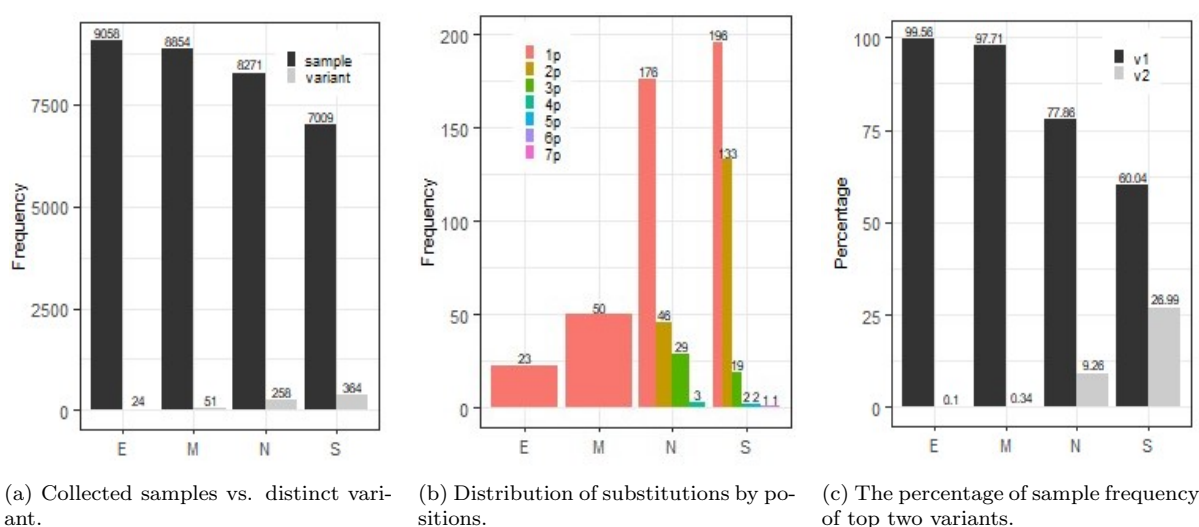 9058
8854
8271
7009
24
51
258
364
sample
variant
7500
5000
2500
0
Frequency
E M N S
(a) Collected samples vs. distinct vari-
ant.
200
150
100
50
0
Frequency
1p
2p
3p
4p
5p
6p
7p
23
50
176
46
29
3
196
133
19
2 2 1 1
E M N S
(b) Distribution of substitutions by po-
sitions.
100
75
50
25
0
Percentage
v1
v2
99.56
97.71
77.86
60.04
0.1
0.34
9.26
26.99
E M N S
(c) The percentage of sample frequency
of top two variants.